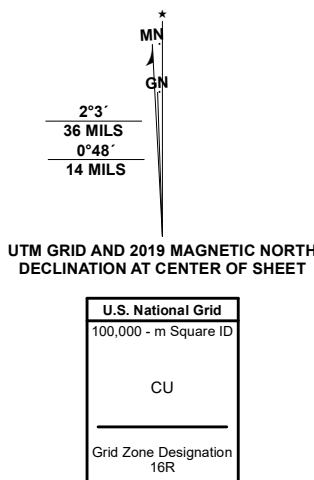 MN
GN
2°3´
36 MILS
0°48´
14 MILS
UTM GRID AND 2019 MAGNETIC NORTH
DECLINATION AT CENTER OF SHEET
U.S. National Grid
100,000 - m Square ID
CU
Grid Zone Designation
16R